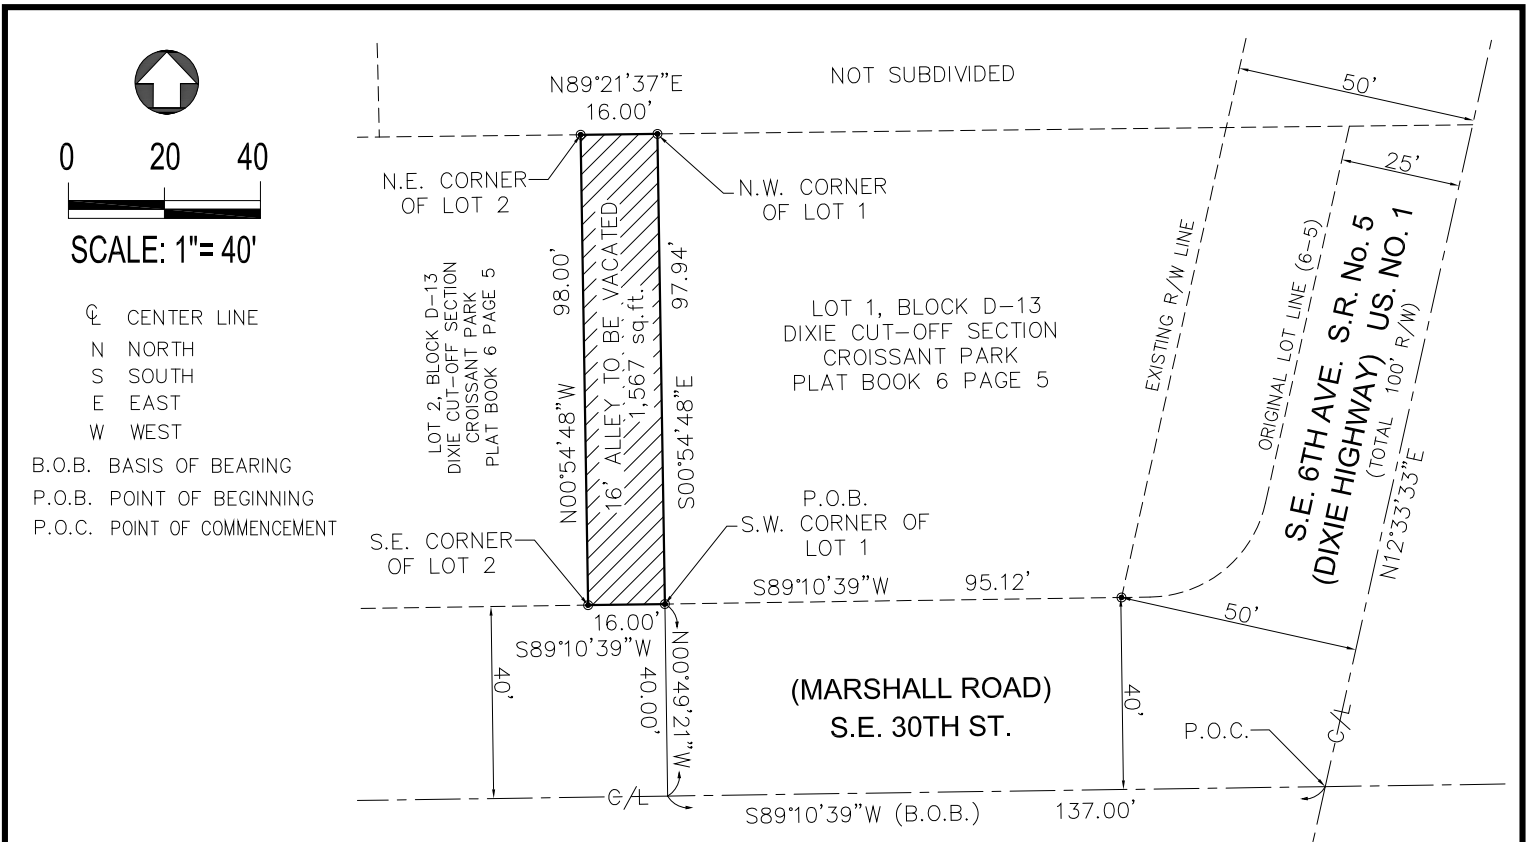 0 20 40
SCALE: 1"= 40'
℄ CENTER LINE
N NORTH
S SOUTH
E EAST
W WEST
B.O.B. BASIS OF BEARING
P.O.B. POINT OF BEGINNING
P.O.C. POINT OF COMMENCEMENT
N89°21'37"E
16.00'
NOT SUBDIVIDED
50'
25'
N.E. CORNER
OF LOT 2
N.W. CORNER
OF LOT 1
LOT 2, BLOCK D-13
DIXIE CUT-OFF SECTION
CROISSANT PARK
PLAT BOOK 6 PAGE 5
N00°54'48"W 98.00'
16' ALLEY TO BE VACATED
1,567 sq.ft.
S00°54'48"E 97.94'
LOT 1, BLOCK D-13
DIXIE CUT-OFF SECTION
CROISSANT PARK
PLAT BOOK 6 PAGE 5
EXISTING R/W LINE
ORIGINAL LOT LINE (6-5)
S.E. 6TH AVE. S.R. No. 5
(DIXIE HIGHWAY) US. NO. 1
(TOTAL 100' R/W)
N12°33'33"E
S.E. CORNER
OF LOT 2
P.O.B.
S.W. CORNER OF
LOT 1
S89°10'39"W 95.12'
16.00'
S89°10'39"W
50'
40'
40.00'
N00°49'21"W
40'
(MARSHALL ROAD)
S.E. 30TH ST.
P.O.C.
C/L
C/L
S89°10'39"W (B.O.B.) 137.00'